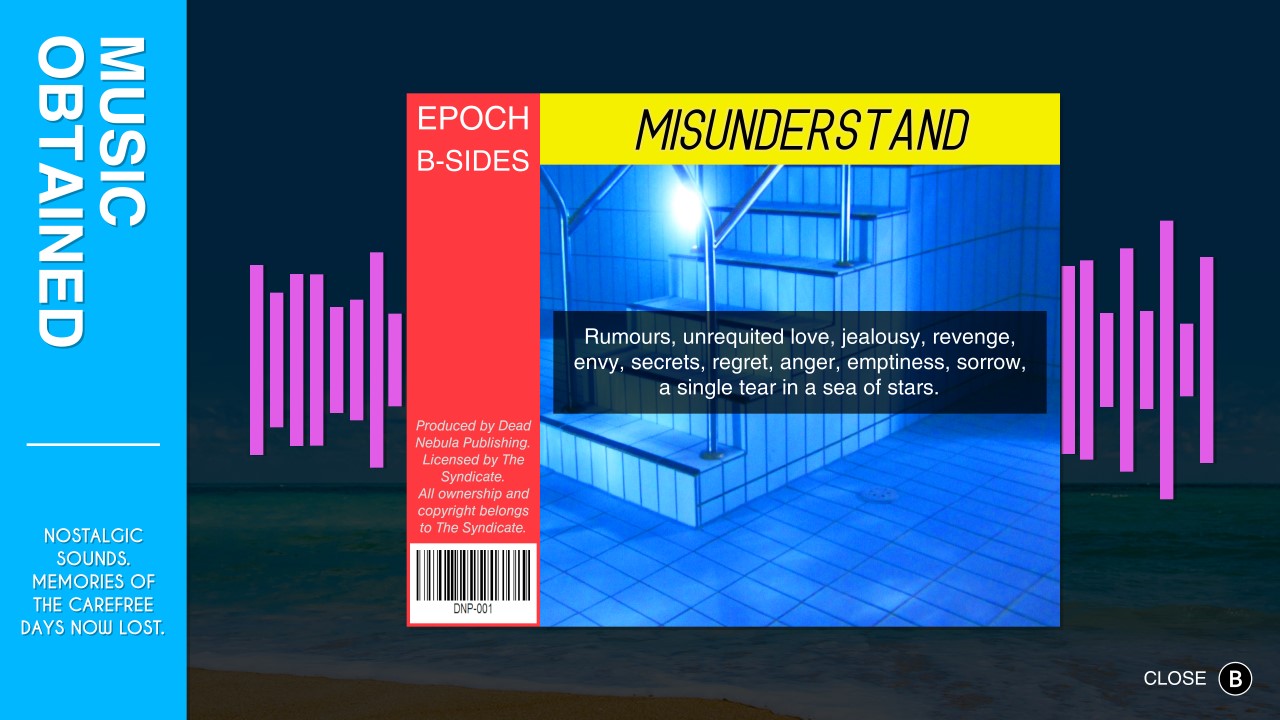 MUSIC
OBTAINED
NOSTALGIC
SOUNDS.
MEMORIES OF
THE CAREFREE
DAYS NOW LOST.
EPOCH
B-SIDES
Produced by Dead
Nebula Publishing.
Licensed by The
Syndicate.
All ownership and
copyright belongs
to The Syndicate.
DNP-001
MISUNDERSTAND
Rumours, unrequited love, jealousy, revenge,
envy, secrets, regret, anger, emptiness, sorrow,
a single tear in a sea of stars.
CLOSE B